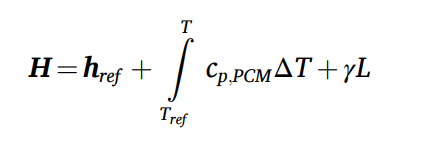 H = h_ref + ∫_{T_ref}^{T} c_{p,PCM}ΔT + γL